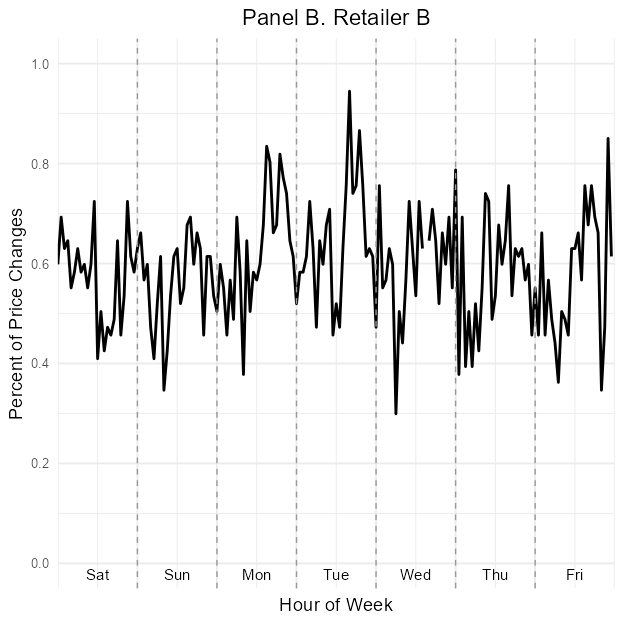 Panel B. Retailer B
Percent of Price Changes
1.0
0.8
0.6
0.4
0.2
0.0
Sat Sun Mon Tue Wed Thu Fri
Hour of Week